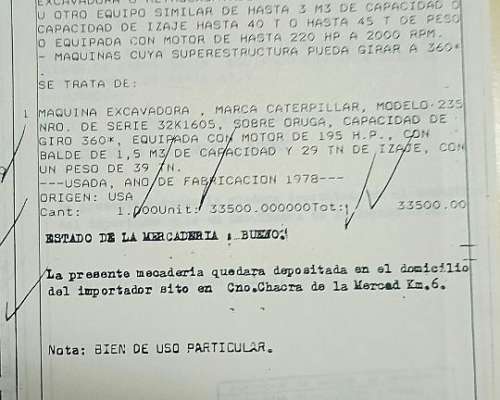 EXCAVADORA O
U OTRO EQUIPO SIMILAR DE HASTA 3 M3 DE CAPACIDAD O
CAPACIDAD DE IZAJE HASTA 40 T O HASTA 45 T DE PESO
O EQUIPADA CON MOTOR DE HASTA 220 HP A 2000 RPM.
- MAQUINAS CUYA SUPERESTRUCTURA PUEDA GIRAR A 360*.
SE TRATA DE:
1 MAQUINA EXCAVADORA , MARCA CATERPILLAR, MODELO 235
NRO. DE SERIE 32K1605, SOBRE ORUGA, CAPACIDAD DE
GIRO 360*, EQUIPADA CON MOTOR DE 195 H.P., CON
BALDE DE 1,5 M3 DE CAPACIDAD Y 29 TN DE IZAJE, CON
UN PESO DE 39 TN.
---USADA, ANO DE FABRICACION 1978---
ORIGEN: USA
Cant: 1.000Unit: 33500.000000Tot: 33500.00
ESTADO DE LA MERCADERIA : BUENO.
La presente mecaderia quedara depositada en el domicilio
del importador sito en Cno.Chacra de la Merced Km.6.
Nota: BIEN DE USO PARTICULAR.